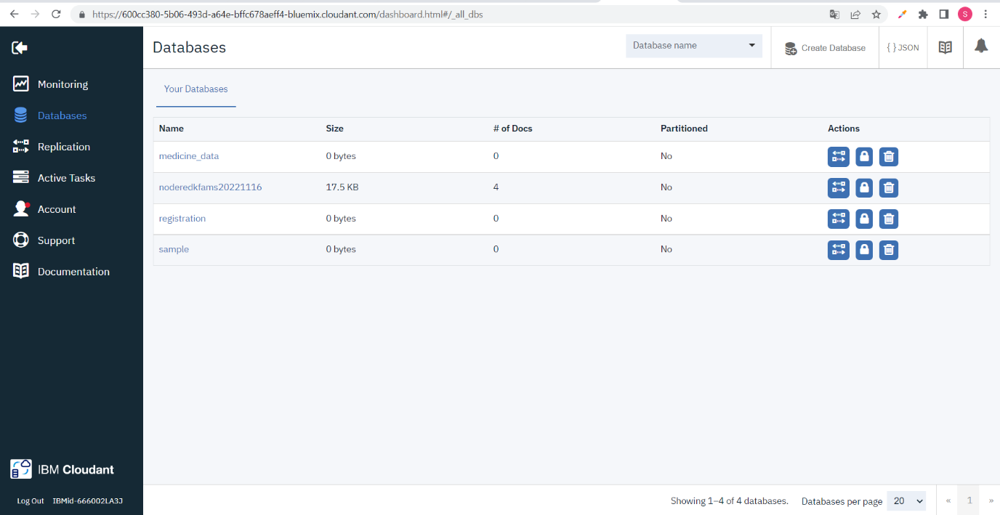 https://600cc380-5b06-493d-a64e-bffc678aeff4-bluemix.cloudant.com/dashboard.html#/_all_dbs
S
Databases
Database name
Create Database
{ } JSON
Monitoring
Databases
Replication
Active Tasks
Account
Support
Documentation
Your Databases
Name Size # of Docs Partitioned Actions
medicine_data 0 bytes 0 No
noderedkfams20221116 17.5 KB 4 No
registration 0 bytes 0 No
sample 0 bytes 0 No
IBM Cloudant
Log Out IBMid-666002LA3J
Showing 1–4 of 4 databases. Databases per page 20 « 1 »